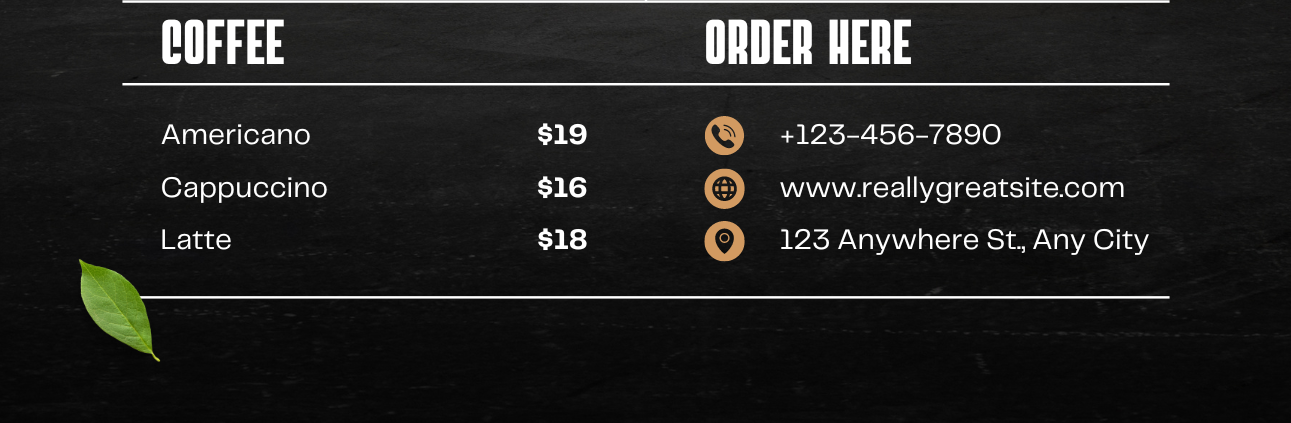 COFFEE
Americano $19
Cappuccino $16
Latte $18
ORDER HERE
+123-456-7890
www.reallygreatsite.com
123 Anywhere St., Any City